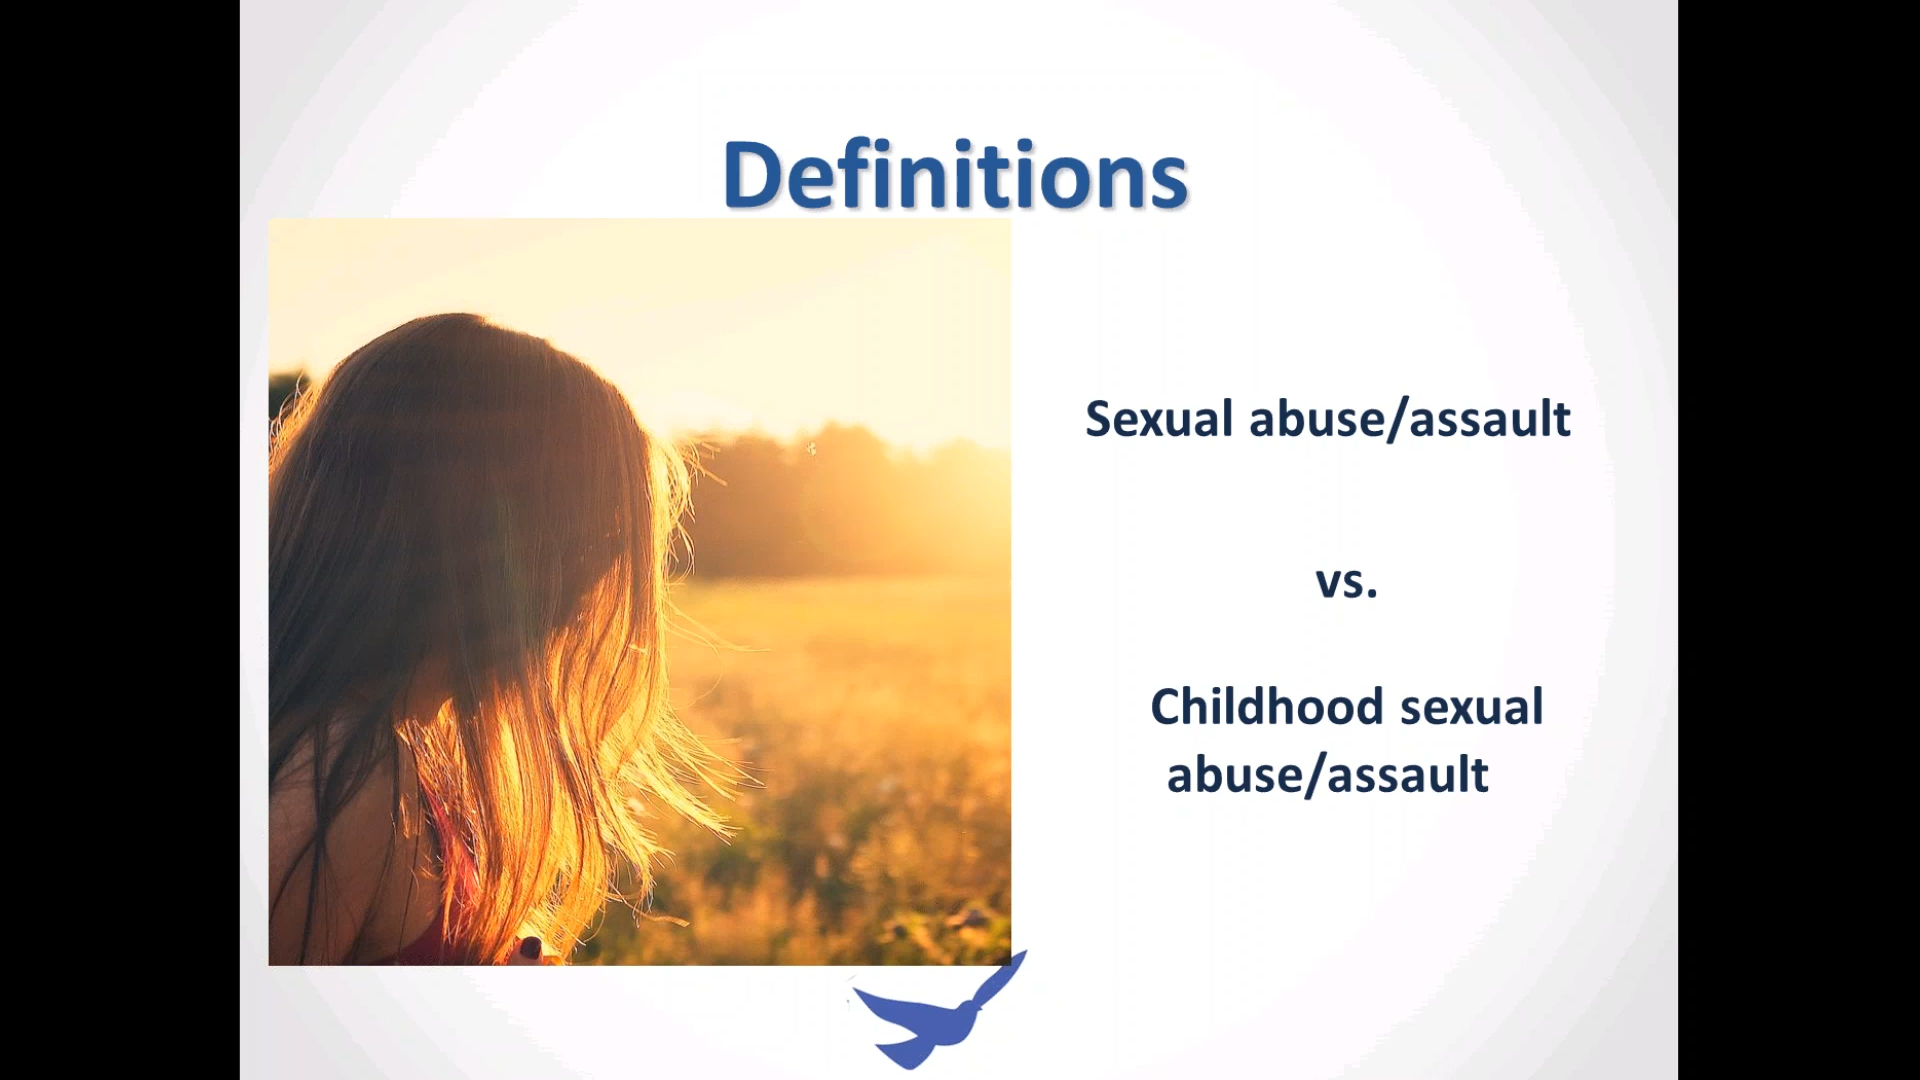 Definitions
Sexual abuse/assault
vs.
Childhood sexual
abuse/assault